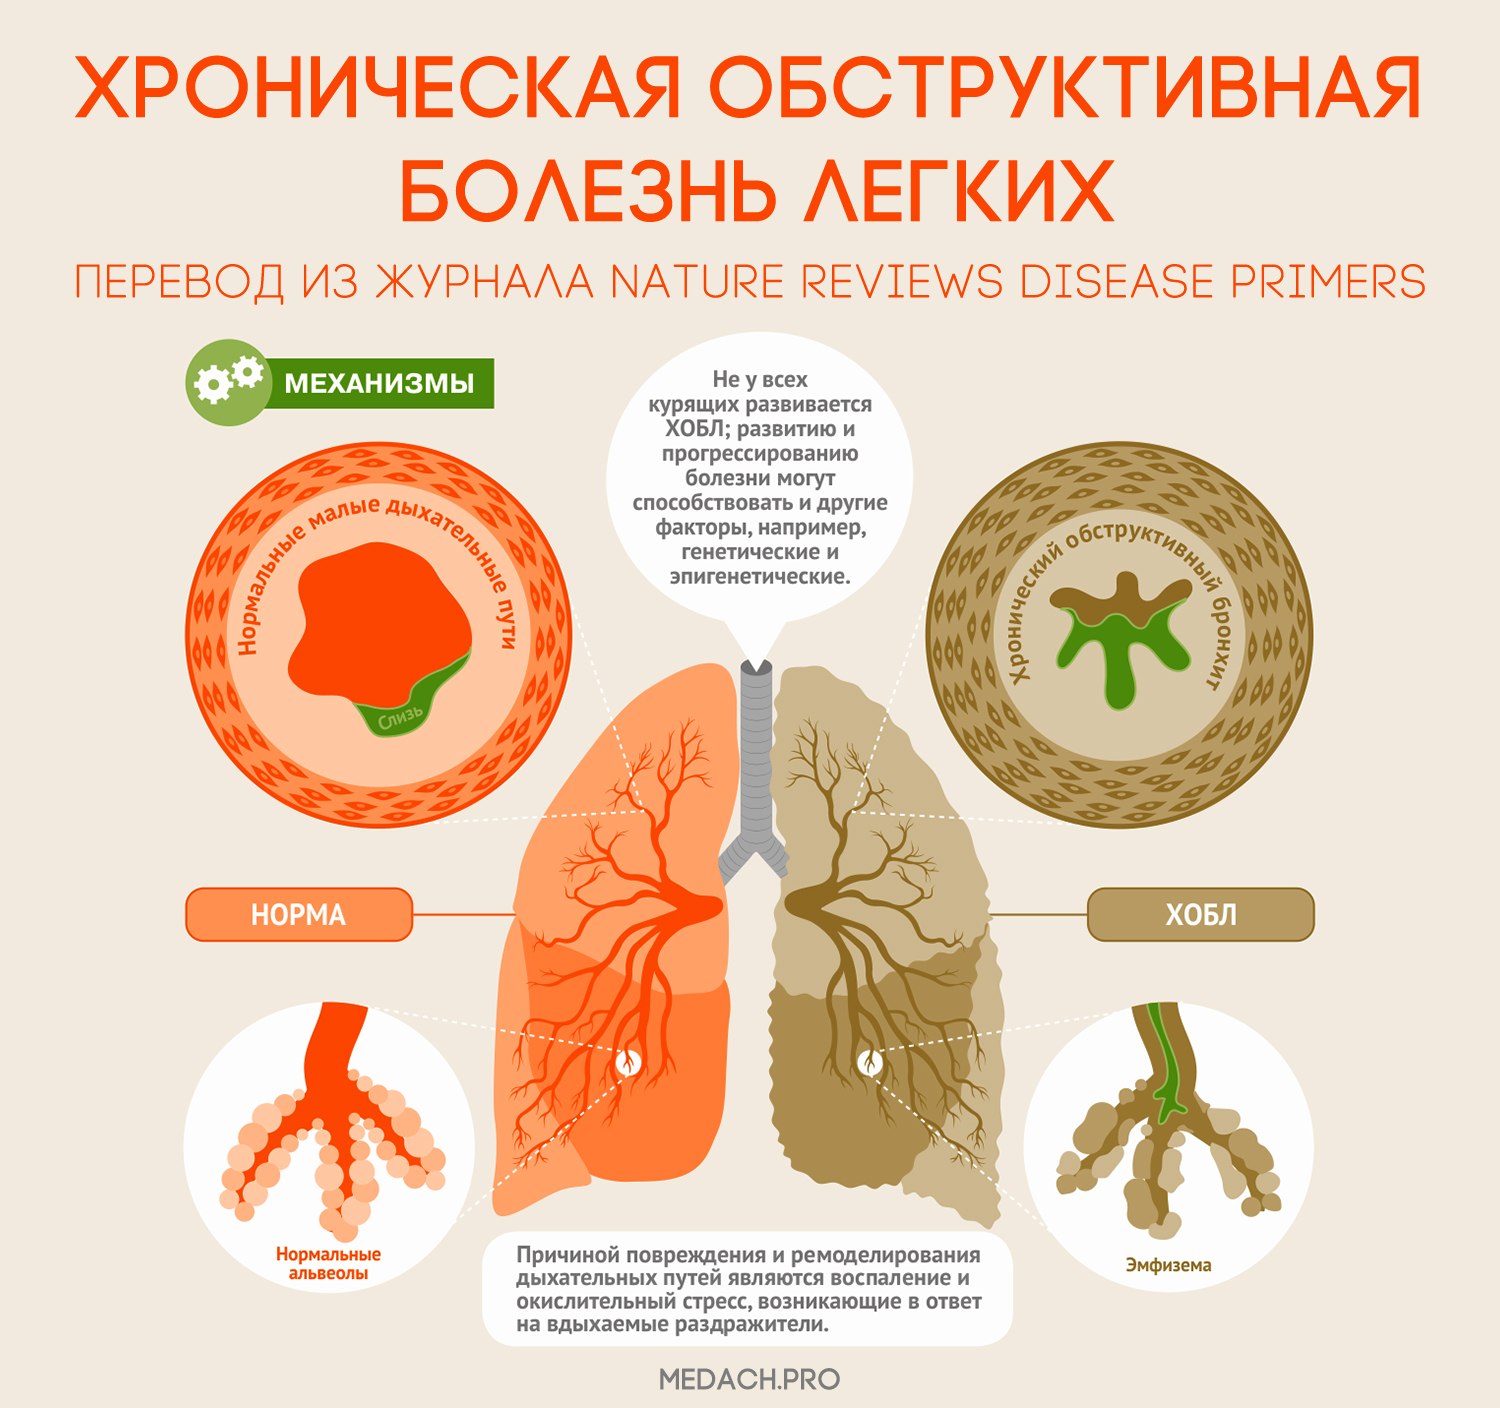 ХРОНИЧЕСКАЯ ОБСТРУКТИВНАЯ
БОЛЕЗНЬ ЛЕГКИХ
ПЕРЕВОД ИЗ ЖУРНАЛА NATURE REVIEWS DISEASE PRIMERS
МЕХАНИЗМЫ
Не у всех
курящих развивается
ХОБЛ; развитию и
прогрессированию
болезни могут
способствовать и другие
факторы, например,
генетические и
эпигенетические.
Нормальные малые дыхательные пути
Слизь
Хронический обструктивный бронхит
НОРМА
ХОБЛ
Нормальные
альвеолы
Эмфизема
Причиной повреждения и ремоделирования
дыхательных путей являются воспаление и
окислительный стресс, возникающие в ответ
на вдыхаемые раздражители.
MEDACH.PRO